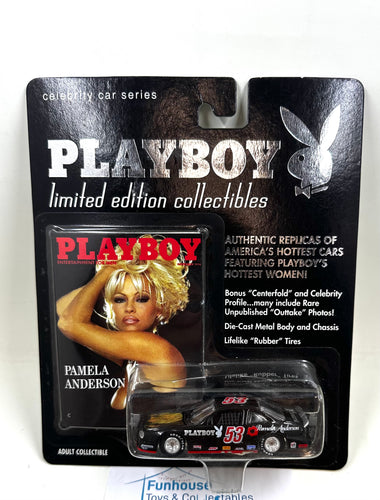 celebrity car series
PLAYBOY
limited edition collectibles
PLAYBOY
ENTERTAINMENT
PAMELA
ANDERSON
AUTHENTIC REPLICAS OF
AMERICA'S HOTTEST CARS
FEATURING PLAYBOY'S
HOTTEST WOMEN!
Bonus "Centerfold" and Celebrity
Profile...many include Rare
Unpublished "Outtake" Photos!
Die-Cast Metal Body and Chassis
Lifelike "Rubber" Tires
53
PLAYBOY
53
Pamela Anderson
ADULT COLLECTIBLE
Funhouse
Toys & Collectables